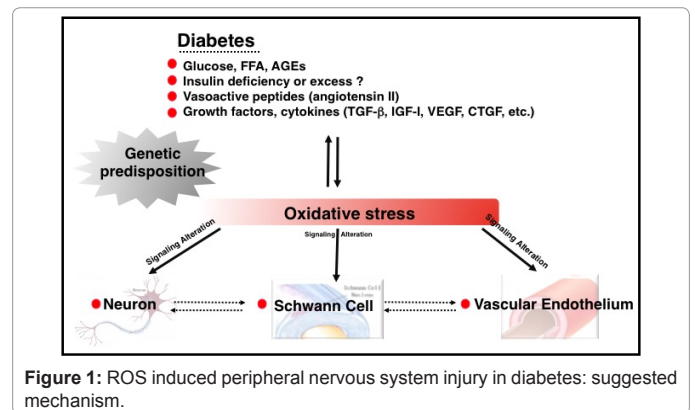 Diabetes
Glucose, FFA, AGEs
Insulin deficiency or excess ?
Vasoactive peptides (angiotensin II)
Growth factors, cytokines (TGF-β, IGF-I, VEGF, CTGF, etc.)
Genetic
predisposition
Oxidative stress
Signaling Alteration
Signaling Alteration
Signaling Alteration
Neuron
Schwann Cell
Vascular Endothelium
Schwann Cell
Figure 1: ROS induced peripheral nervous system injury in diabetes: suggested
mechanism.